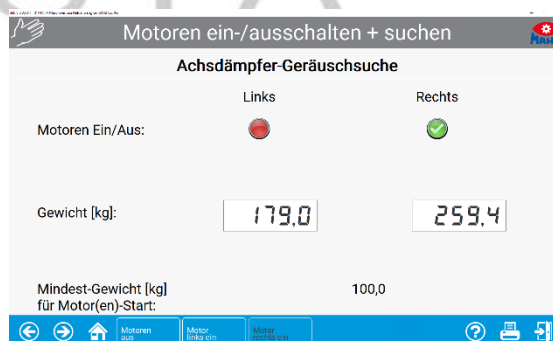 Motoren ein-/ausschalten + suchen
MAHA
Achsdämpfer-Geräuschsuche
Links Rechts
Motoren Ein/Aus:
Gewicht [kg]: 179,0 259,4
Mindest-Gewicht [kg] 100,0
für Motor(en)-Start:
Motoren aus
Motor links ein
Motor rechts ein